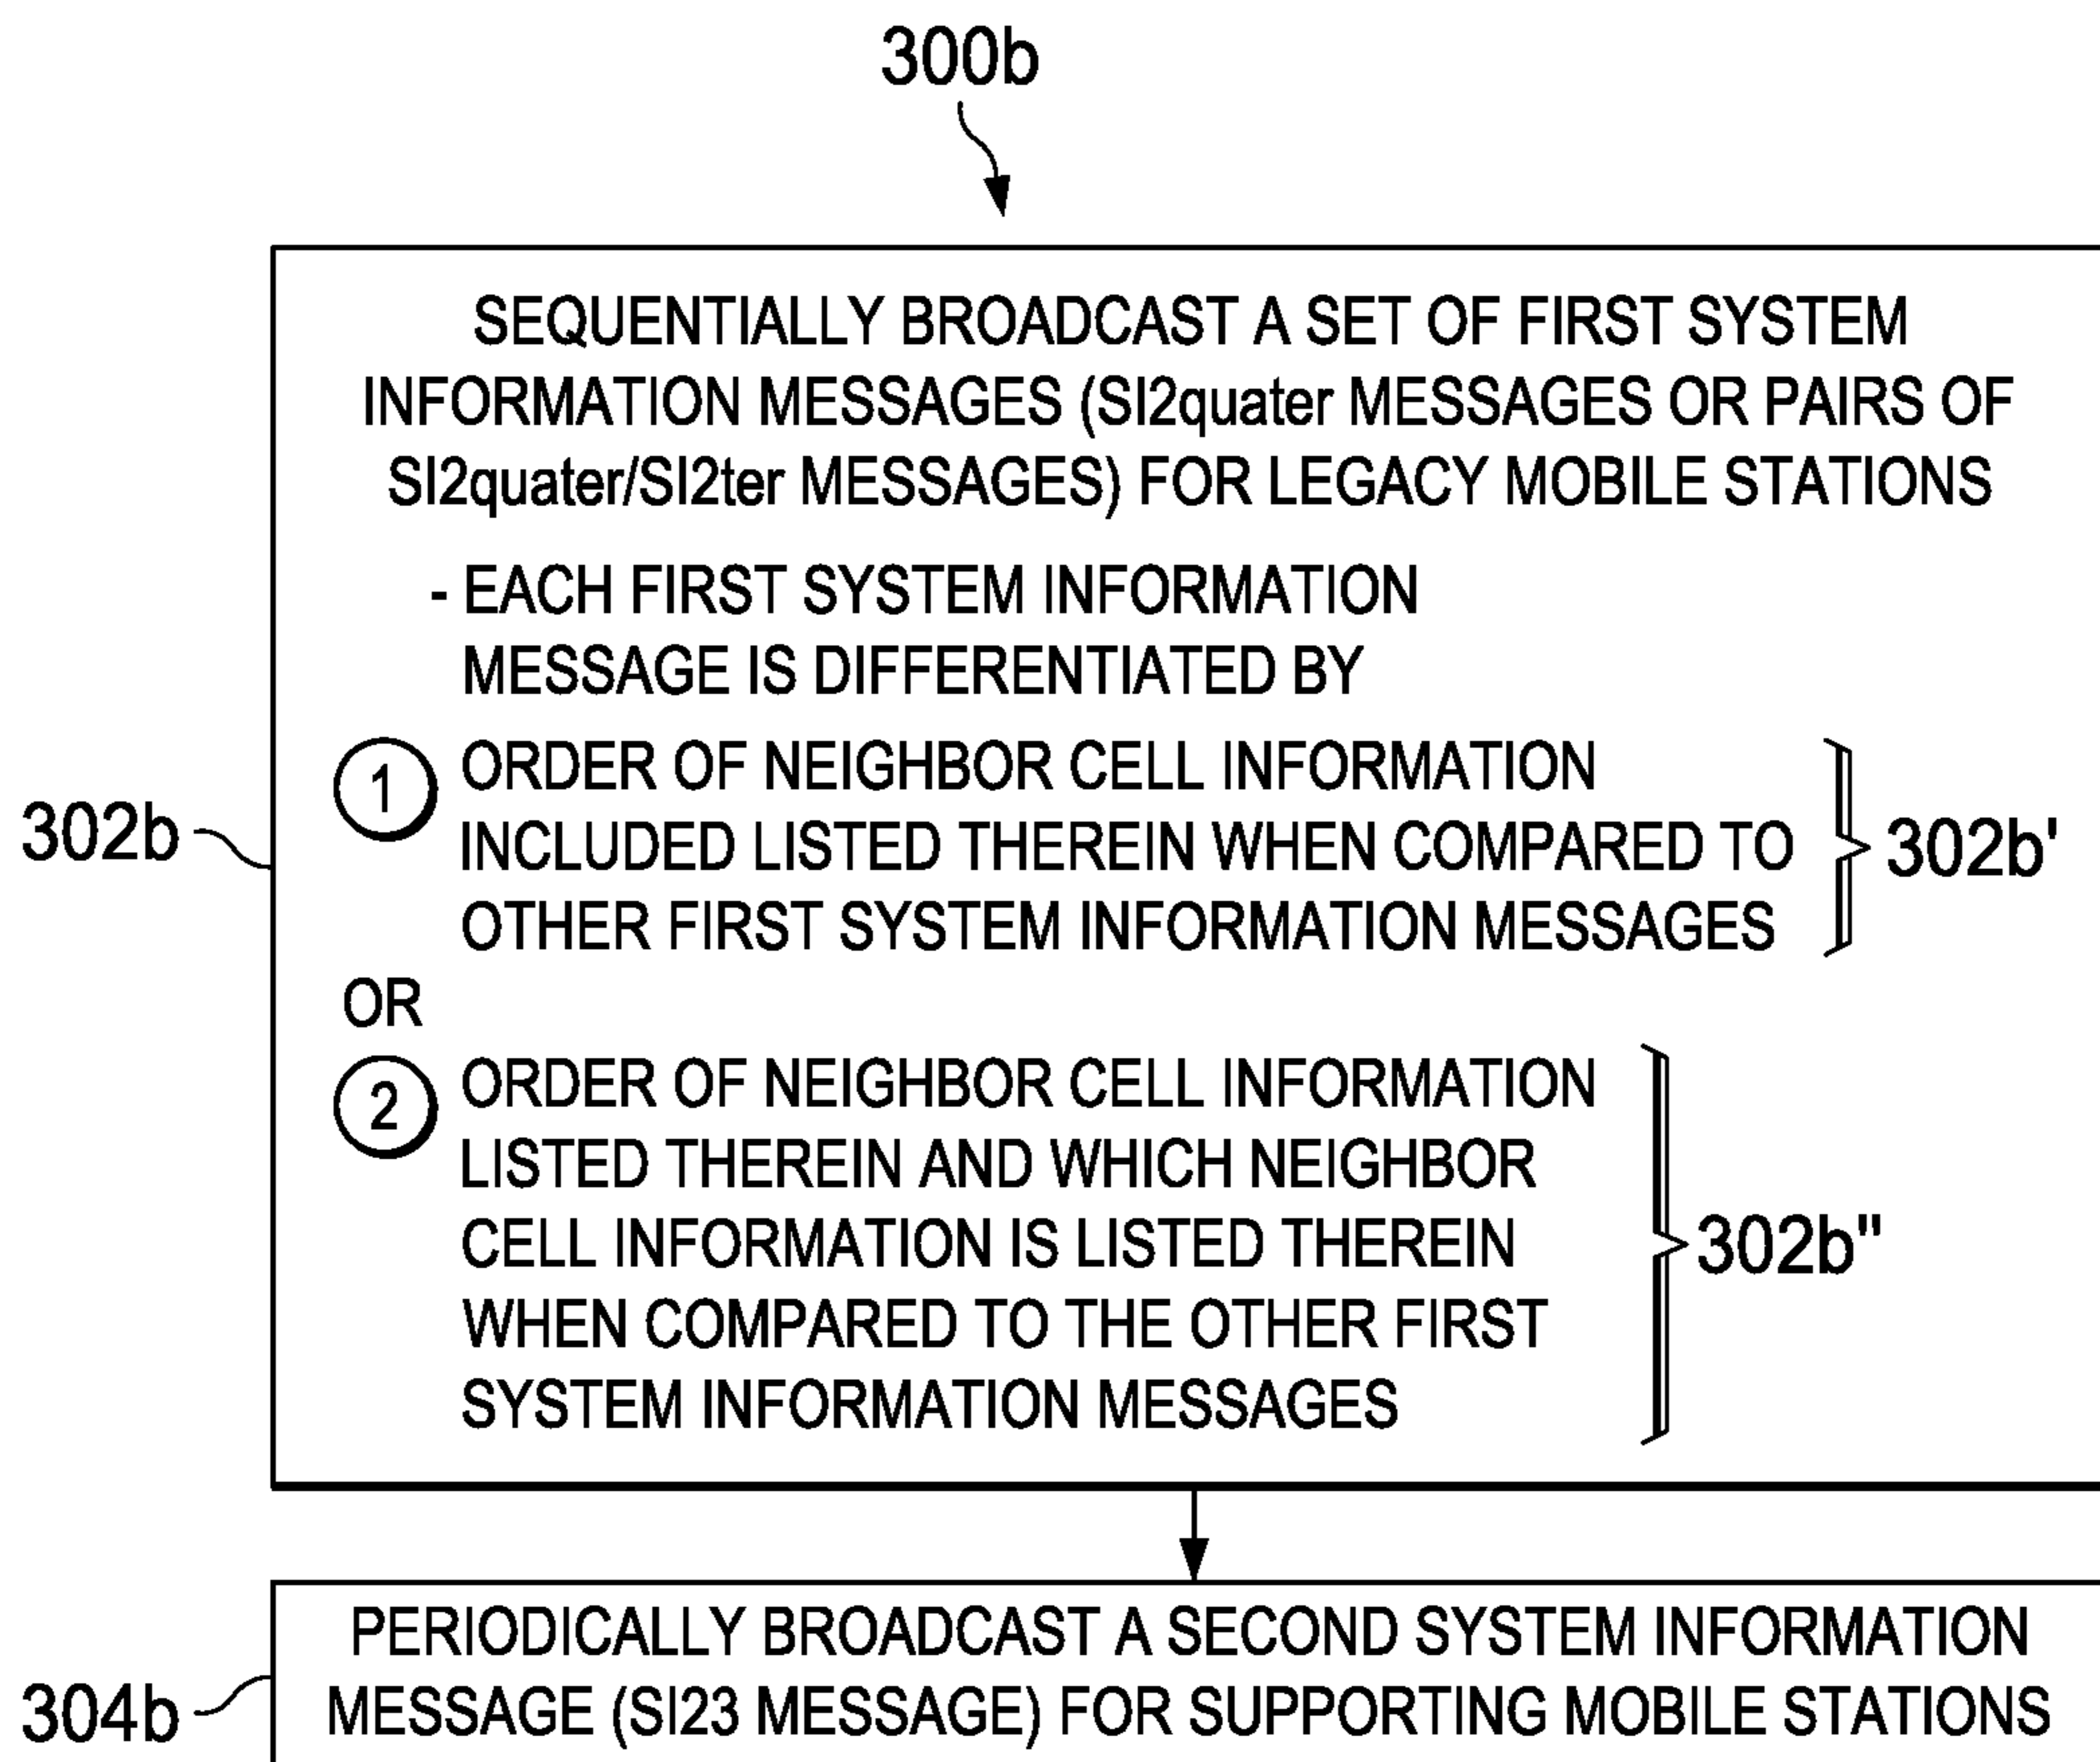 300b
SEQUENTIALLY BROADCAST A SET OF FIRST SYSTEM
INFORMATION MESSAGES (SI2quater MESSAGES OR PAIRS OF
SI2quater/SI2ter MESSAGES) FOR LEGACY MOBILE STATIONS
- EACH FIRST SYSTEM INFORMATION
MESSAGE IS DIFFERENTIATED BY
1 ORDER OF NEIGHBOR CELL INFORMATION
INCLUDED LISTED THEREIN WHEN COMPARED TO
OTHER FIRST SYSTEM INFORMATION MESSAGES
302b'
302b
OR
2 ORDER OF NEIGHBOR CELL INFORMATION
LISTED THEREIN AND WHICH NEIGHBOR
CELL INFORMATION IS LISTED THEREIN
WHEN COMPARED TO THE OTHER FIRST
SYSTEM INFORMATION MESSAGES
302b"
PERIODICALLY BROADCAST A SECOND SYSTEM INFORMATION
MESSAGE (SI23 MESSAGE) FOR SUPPORTING MOBILE STATIONS
304b